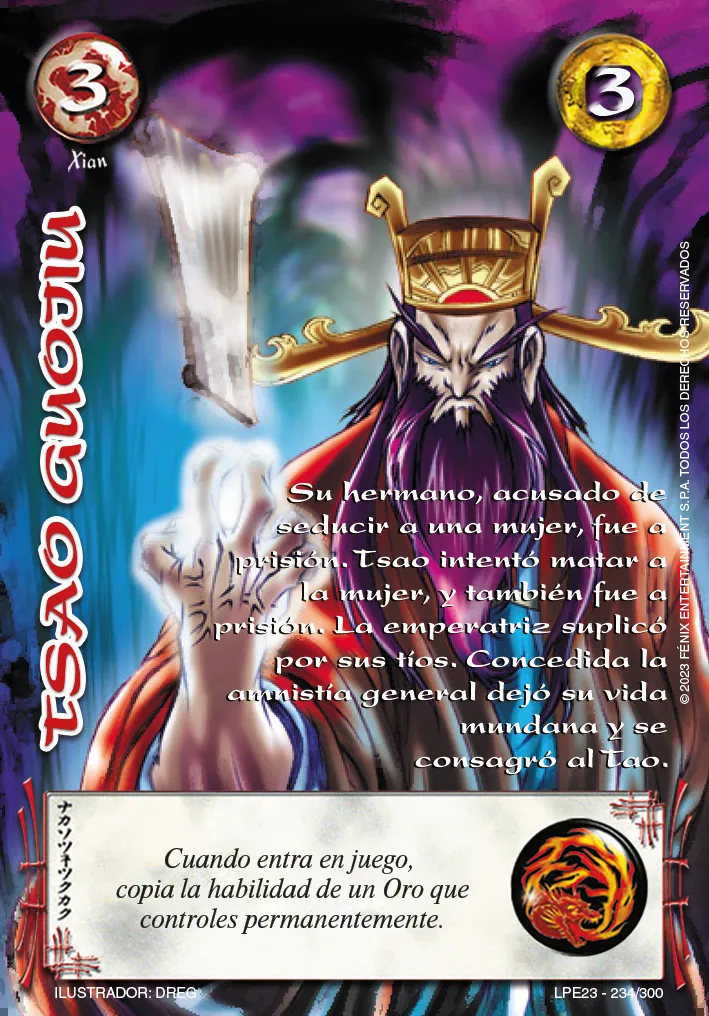 3
3
Xian
TSAO GUOJIU
Su hermano, acusado de
seducir a una mujer, fue a
prisión. Tsao intentó matar a
la mujer, y también fue a
prisión. La emperatriz suplicó
por sus tíos. Concedida la
amnistía general dejó su vida
mundana y se
consagró al Tao.
© 2023 FÉNIX ENTERTAINMENT S.P.A. TODOS LOS DERECHOS RESERVADOS
ナカソツネツクカク
Cuando entra en juego,
copia la habilidad de un Oro que
controles permanentemente.
ILUSTRADOR: DREG
LPE23 - 234/300